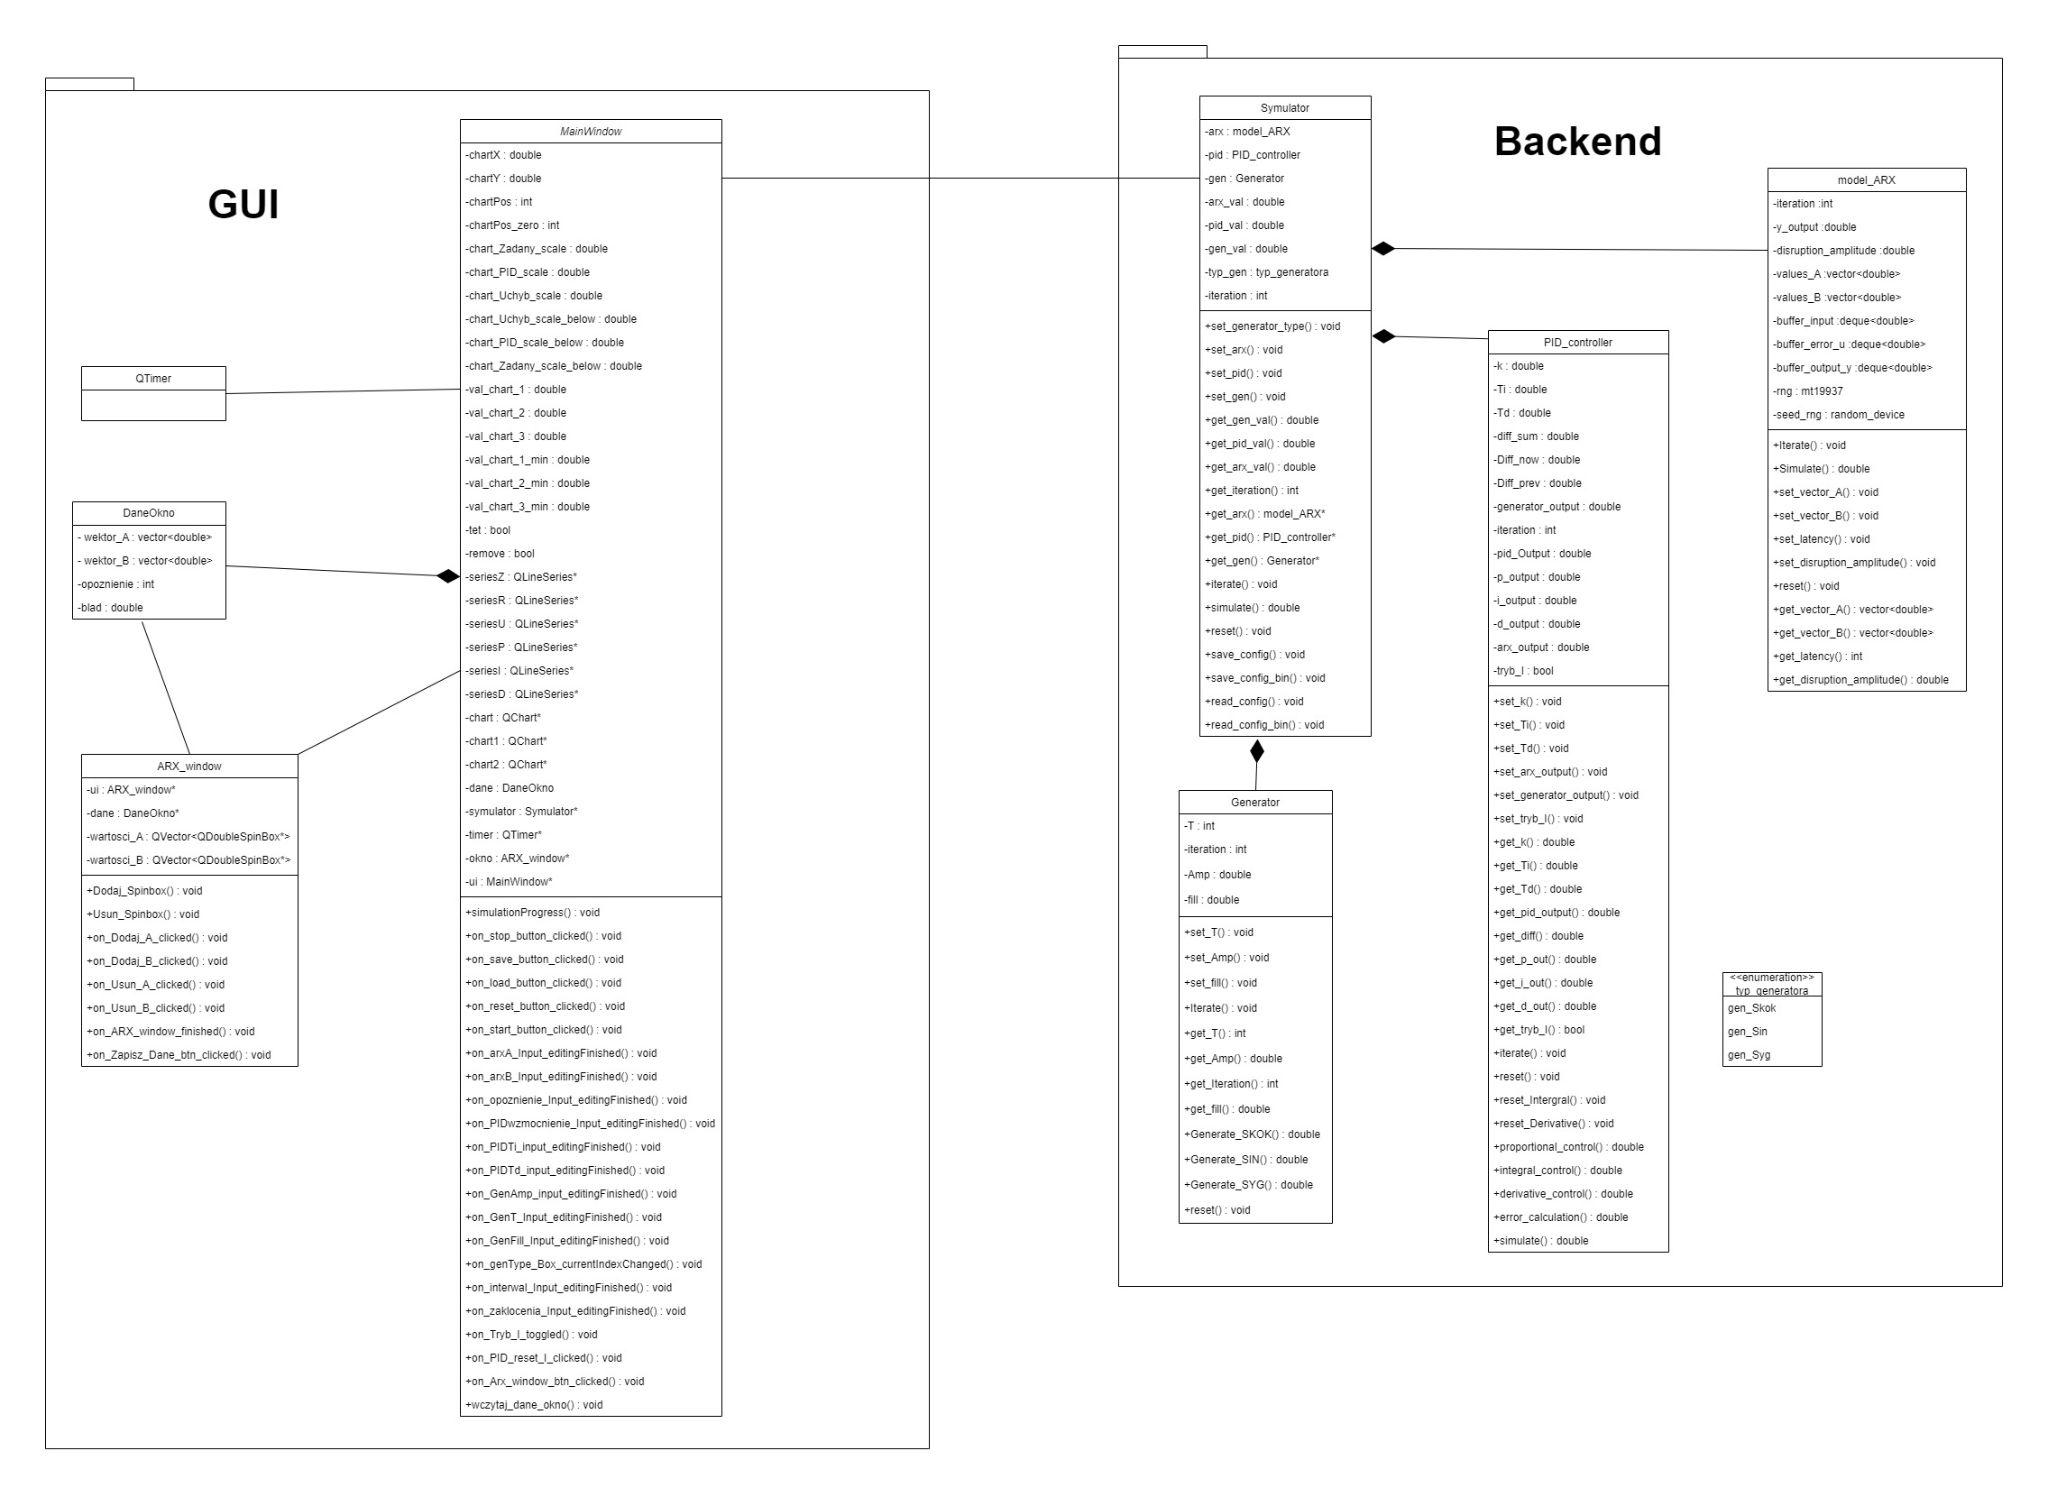 GUI
MainWindow
-chartX : double
-chartY : double
-chartPos : int
-chartPos_zero : int
-chart_Zadany_scale : double
-chart_PID_scale : double
-chart_Uchyb_scale : double
-chart_Uchyb_scale_below : double
-chart_PID_scale_below : double
-chart_Zadany_scale_below : double
-val_chart_1 : double
-val_chart_2 : double
-val_chart_3 : double
-val_chart_1_min : double
-val_chart_2_min : double
-val_chart_3_min : double
-tet : bool
-remove : bool
-seriesZ : QLineSeries*
-seriesR : QLineSeries*
-seriesU : QLineSeries*
-seriesP : QLineSeries*
-seriesI : QLineSeries*
-seriesD : QLineSeries*
-chart : QChart*
-chart1 : QChart*
-chart2 : QChart*
-dane : DaneOkno
-symulator : Symulator*
-timer : QTimer*
-okno : ARX_window*
-ui : MainWindow*
+simulationProgress() : void
+on_stop_button_clicked() : void
+on_save_button_clicked() : void
+on_load_button_clicked() : void
+on_reset_button_clicked() : void
+on_start_button_clicked() : void
+on_arxA_Input_editingFinished() : void
+on_arxB_Input_editingFinished() : void
+on_opoznienie_Input_editingFinished() : void
+on_PIDwzmocnienie_Input_editingFinished() : void
+on_PIDTi_input_editingFinished() : void
+on_PIDTd_input_editingFinished() : void
+on_GenAmp_input_editingFinished() : void
+on_GenT_Input_editingFinished() : void
+on_GenFill_Input_editingFinished() : void
+on_genType_Box_currentIndexChanged() : void
+on_interwal_Input_editingFinished() : void
+on_zaklocenia_Input_editingFinished() : void
+on_Tryb_I_toggled() : void
+on_PID_reset_I_clicked() : void
+on_Arx_window_btn_clicked() : void
+wczytaj_dane_okno() : void
QTimer
DaneOkno
- wektor_A : vector<double>
- wektor_B : vector<double>
-opoznienie : int
-blad : double
ARX_window
-ui : ARX_window*
-dane : DaneOkno*
-wartosci_A : QVector<QDoubleSpinBox*>
-wartosci_B : QVector<QDoubleSpinBox*>
+Dodaj_Spinbox() : void
+Usun_Spinbox() : void
+on_Dodaj_A_clicked() : void
+on_Dodaj_B_clicked() : void
+on_Usun_A_clicked() : void
+on_Usun_B_clicked() : void
+on_ARX_window_finished() : void
+on_Zapisz_Dane_btn_clicked() : void
Backend
Symulator
-arx : model_ARX
-pid : PID_controller
-gen : Generator
-arx_val : double
-pid_val : double
-gen_val : double
-typ_gen : typ_generatora
-iteration : int
+set_generator_type() : void
+set_arx() : void
+set_pid() : void
+set_gen() : void
+get_gen_val() : double
+get_pid_val() : double
+get_arx_val() : double
+get_iteration() : int
+get_arx() : model_ARX*
+get_pid() : PID_controller*
+get_gen() : Generator*
+iterate() : void
+simulate() : double
+reset() : void
+save_config() : void
+save_config_bin() : void
+read_config() : void
+read_config_bin() : void
Generator
-T : int
-iteration : int
-Amp : double
-fill : double
+set_T() : void
+set_Amp() : void
+set_fill() : void
+Iterate() : void
+get_T() : int
+get_Amp() : double
+get_Iteration() : int
+get_fill() : double
+Generate_SKOK() : double
+Generate_SIN() : double
+Generate_SYG() : double
+reset() : void
PID_controller
-k : double
-Ti : double
-Td : double
-diff_sum : double
-Diff_now : double
-Diff_prev : double
-generator_output : double
-iteration : int
-pid_Output : double
-p_output : double
-i_output : double
-d_output : double
-arx_output : double
-tryb_I : bool
+set_k() : void
+set_Ti() : void
+set_Td() : void
+set_arx_output() : void
+set_generator_output() : void
+set_tryb_I() : void
+get_k() : double
+get_Ti() : double
+get_Td() : double
+get_pid_output() : double
+get_diff() : double
+get_p_out() : double
+get_i_out() : double
+get_d_out() : double
+get_tryb_I() : bool
+iterate() : void
+reset() : void
+reset_Intergral() : void
+reset_Derivative() : void
+proportional_control() : double
+integral_control() : double
+derivative_control() : double
+error_calculation() : double
+simulate() : double
model_ARX
-iteration :int
-y_output :double
-disruption_amplitude :double
-values_A :vector<double>
-values_B :vector<double>
-buffer_input :deque<double>
-buffer_error_u :deque<double>
-buffer_output_y :deque<double>
-rng : mt19937
-seed_rng : random_device
+Iterate() : void
+Simulate() : double
+set_vector_A() : void
+set_vector_B() : void
+set_latency() : void
+set_disruption_amplitude() : void
+reset() : void
+get_vector_A() : vector<double>
+get_vector_B() : vector<double>
+get_latency() : int
+get_disruption_amplitude() : double
<<enumeration>>
typ_generatora
gen_Skok
gen_Sin
gen_Syg